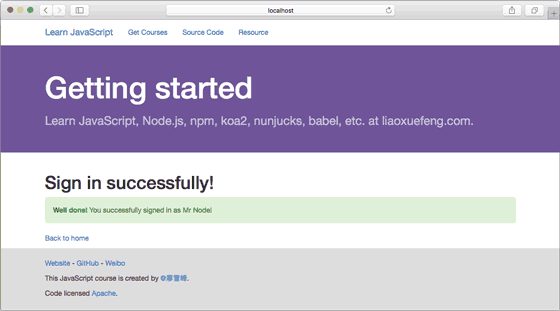 localhost
Learn JavaScript Get Courses Source Code Resource
Getting started
Learn JavaScript, Node.js, npm, koa2, nunjucks, babel, etc. at liaoxuefeng.com.
Sign in successfully!
Well done! You successfully signed in as Mr Node!
Back to home
Website - GitHub - Weibo
This JavaScript course is created by @廖雪峰.
Code licensed Apache.